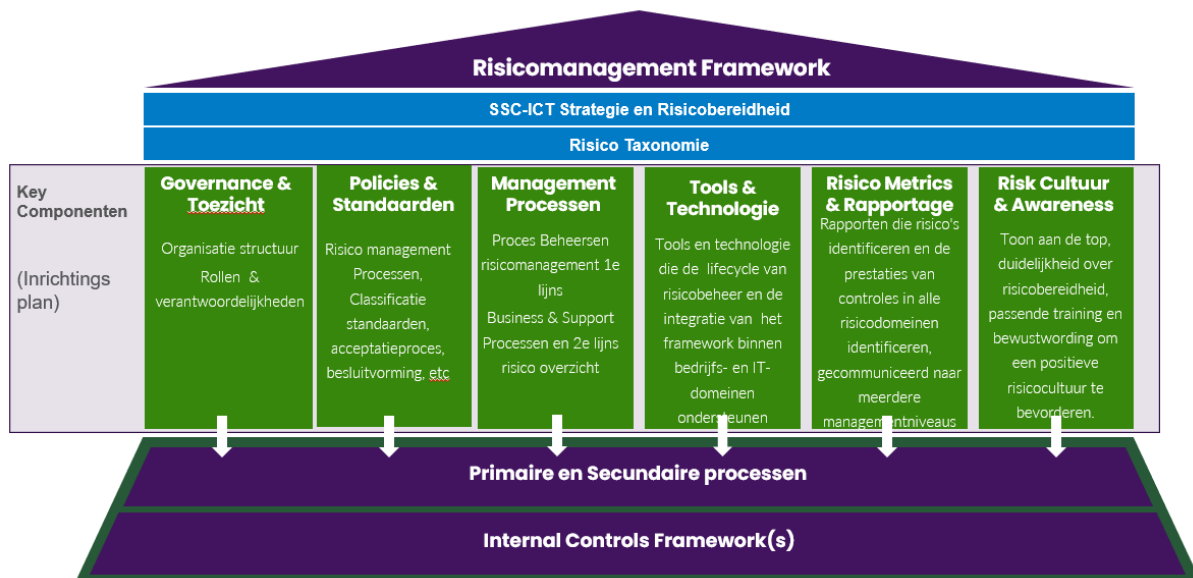 Risicomanagement Framework
SSC-ICT Strategie en Risicobereidheid
Risico Taxonomie
Key
Componenten
(Inrichtings
plan)
Governance &
Toezicht
Organisatie structuur
Rollen &
verantwoordelijkheden
Policies &
Standaarden
Risico management
Processen,
Classificatie
standaarden,
acceptatieproces,
besluitvorming, etc
Management
Processen
Proces Beheersen
risicomanagement 1e
lijns
Business & Support
Processen en 2e lijns
risico overzicht
Tools &
Technologie
Tools en technologie
die de lifecycle van
risicobeheer en de
integratie van het
framework binnen
bedrijfs- en IT-
domeinen
ondersteunen
Risico Metrics
& Rapportage
Rapporten die risico's
identificeren en de
prestaties van
controles in alle
risicodomeinen
identificeren,
gecommuniceerd naar
meerdere
managementniveaus
Risk Cultuur
& Awareness
Toon aan de top,
duidelijkheid over
risicobereidheid,
passende training en
bewustwording om
een positieve
risicocultuur te
bevorderen.
Primaire en Secundaire processen
Internal Controls Framework(s)